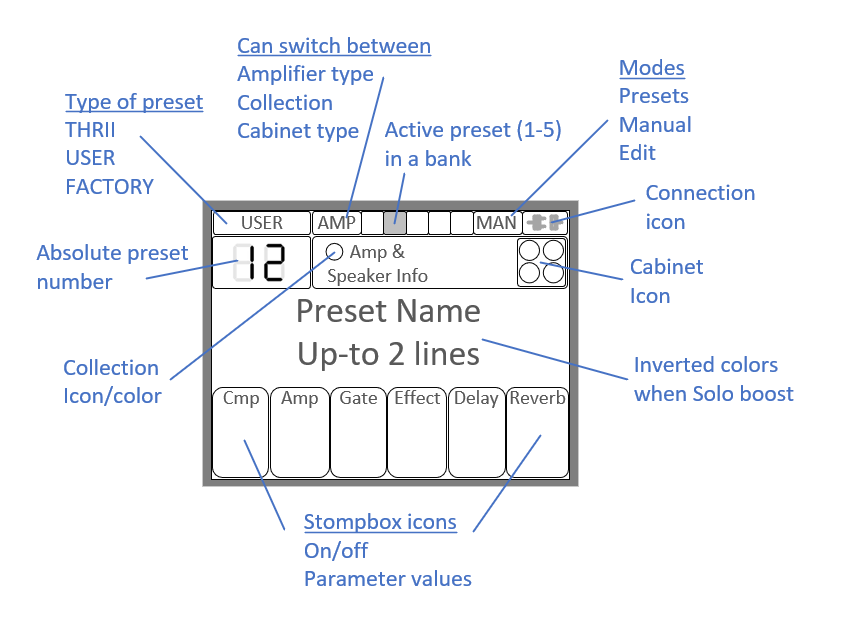 Can switch between
Amplifier type
Collection
Cabinet type
Modes
Presets
Manual
Edit
Type of preset
THRII
USER
FACTORY
Active preset (1-5)
in a bank
Connection
icon
USER
AMP
MAN
Absolute preset
number
12
Amp &
Speaker Info
Cabinet
Icon
Preset Name
Up-to 2 lines
Collection
Icon/color
Inverted colors
when Solo boost
Cmp
Amp
Gate
Effect
Delay
Reverb
Stompbox icons
On/off
Parameter values